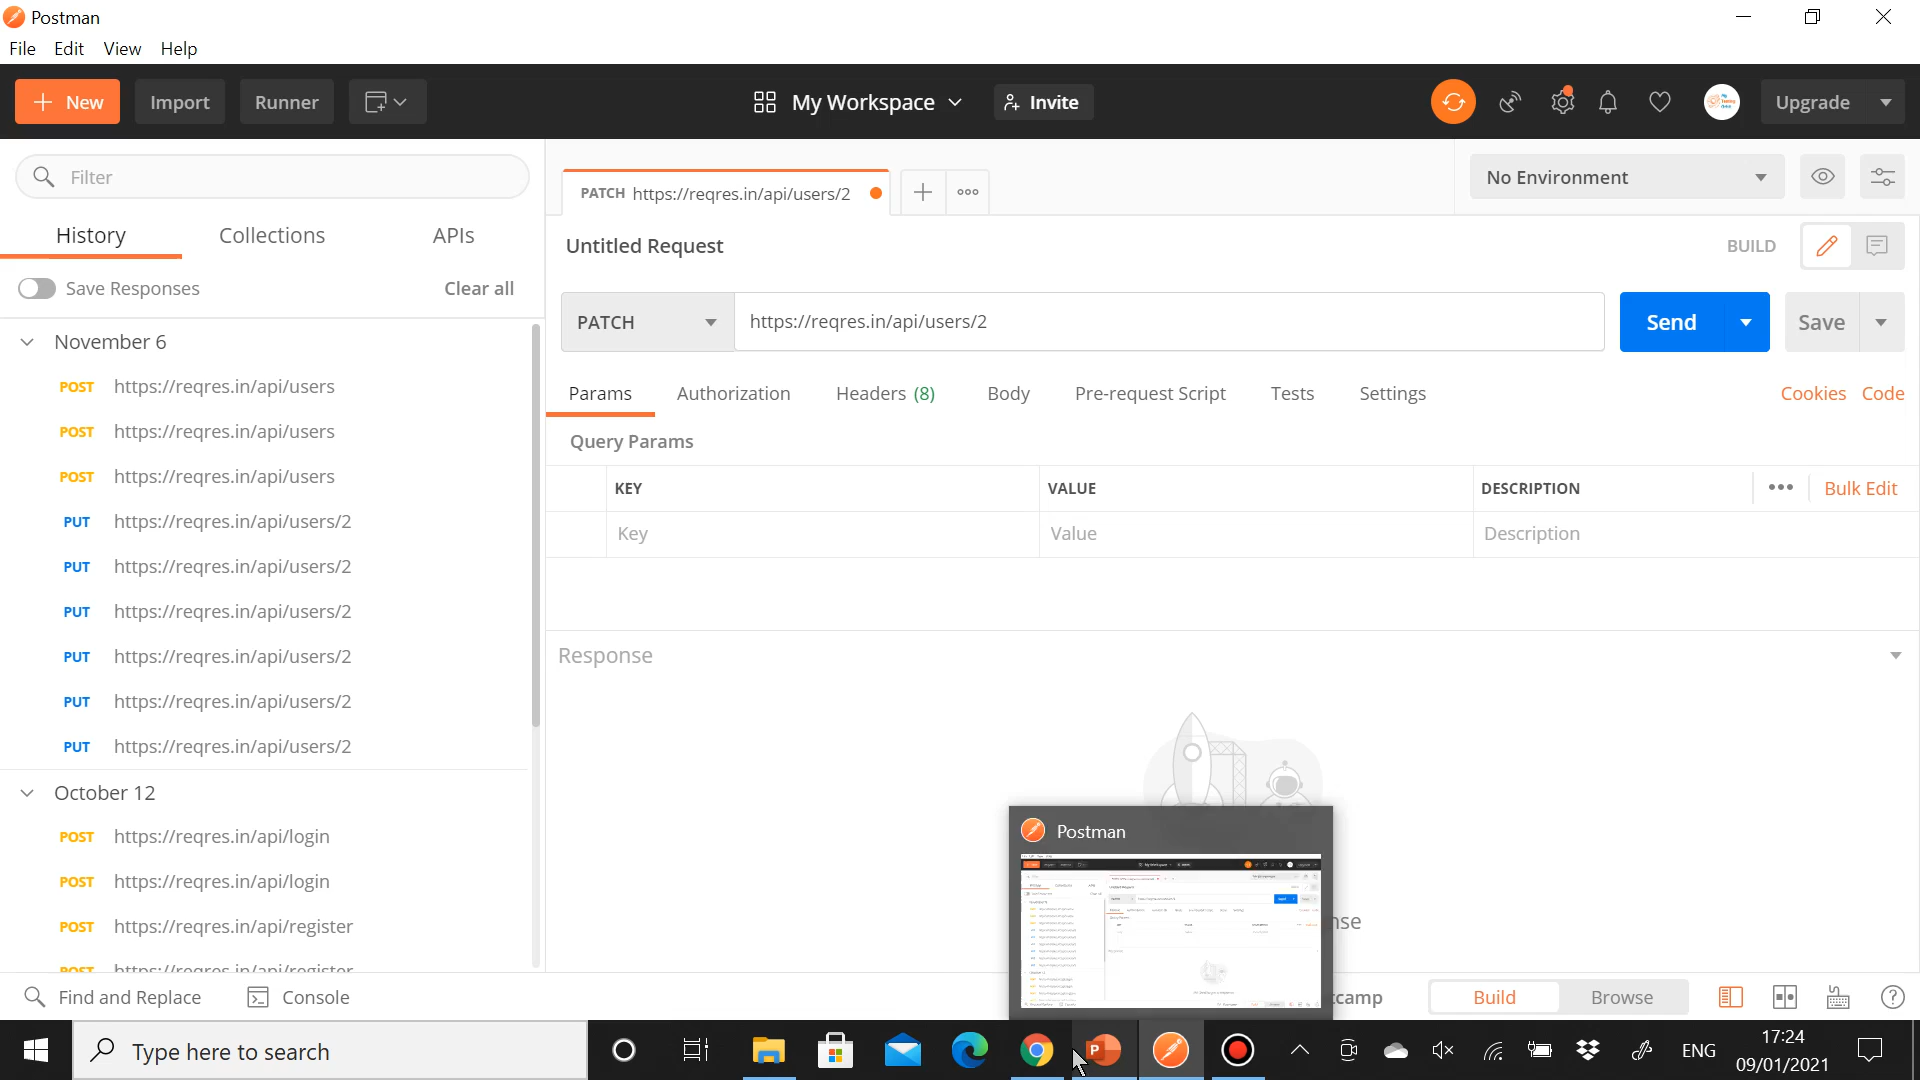 Postman
File Edit View Help
New Import Runner My Workspace Invite Upgrade
Filter
PATCH https://reqres.in/api/users/2
No Environment
History Collections APIs
Untitled Request
BUILD
Save Responses Clear all
PATCH https://reqres.in/api/users/2 Send Save
November 6
POST https://reqres.in/api/users
POST https://reqres.in/api/users
POST https://reqres.in/api/users
PUT https://reqres.in/api/users/2
PUT https://reqres.in/api/users/2
PUT https://reqres.in/api/users/2
PUT https://reqres.in/api/users/2
PUT https://reqres.in/api/users/2
PUT https://reqres.in/api/users/2
October 12
POST https://reqres.in/api/login
POST https://reqres.in/api/login
POST https://reqres.in/api/register
POST https://reqres.in/api/register
Params Authorization Headers (8) Body Pre-request Script Tests Settings Cookies Code
Query Params
KEY VALUE DESCRIPTION Bulk Edit
Key Value Description
Response
Postman
nse
Find and Replace Console
camp Build Browse
Type here to search
ENG
17:24
09/01/2021